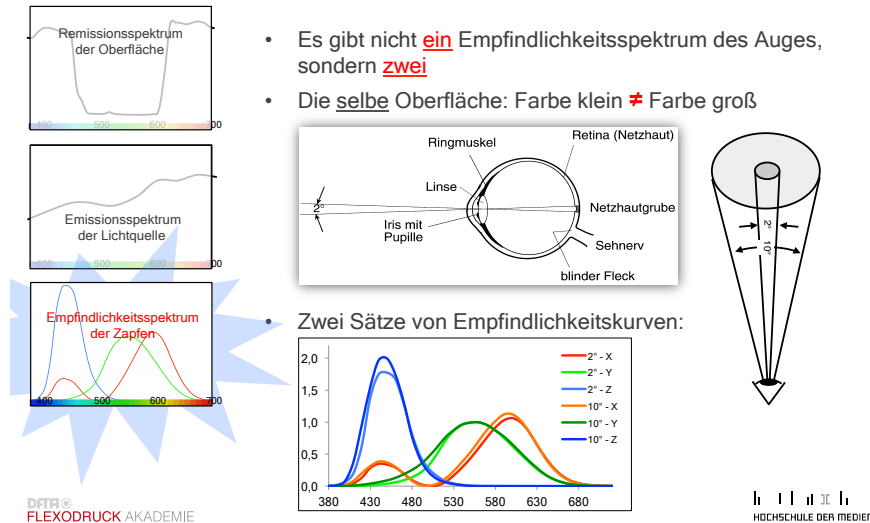 Remissionsspektrum
der Oberfläche
400 500 600 700
Emissionsspektrum
der Lichtquelle
400 500 600 700
Empfindlichkeitsspektrum
der Zapfen
400 500 600 700
• Es gibt nicht ein Empfindlichkeitsspektrum des Auges,
sondern zwei
• Die selbe Oberfläche: Farbe klein ≠ Farbe groß
Ringmuskel
Retina (Netzhaut)
Linse
2°
Netzhautgrube
Iris mit
Pupille
Sehnerv
blinder Fleck
2°
10°
• Zwei Sätze von Empfindlichkeitskurven:
2,0
1,5
1,0
0,5
0,0
380 430 480 530 580 630 680
2° - X
2° - Y
2° - Z
10° - X
10° - Y
10° - Z
DFTA
FLEXODRUCK AKADEMIE
HOCHSCHULE DER MEDIEN